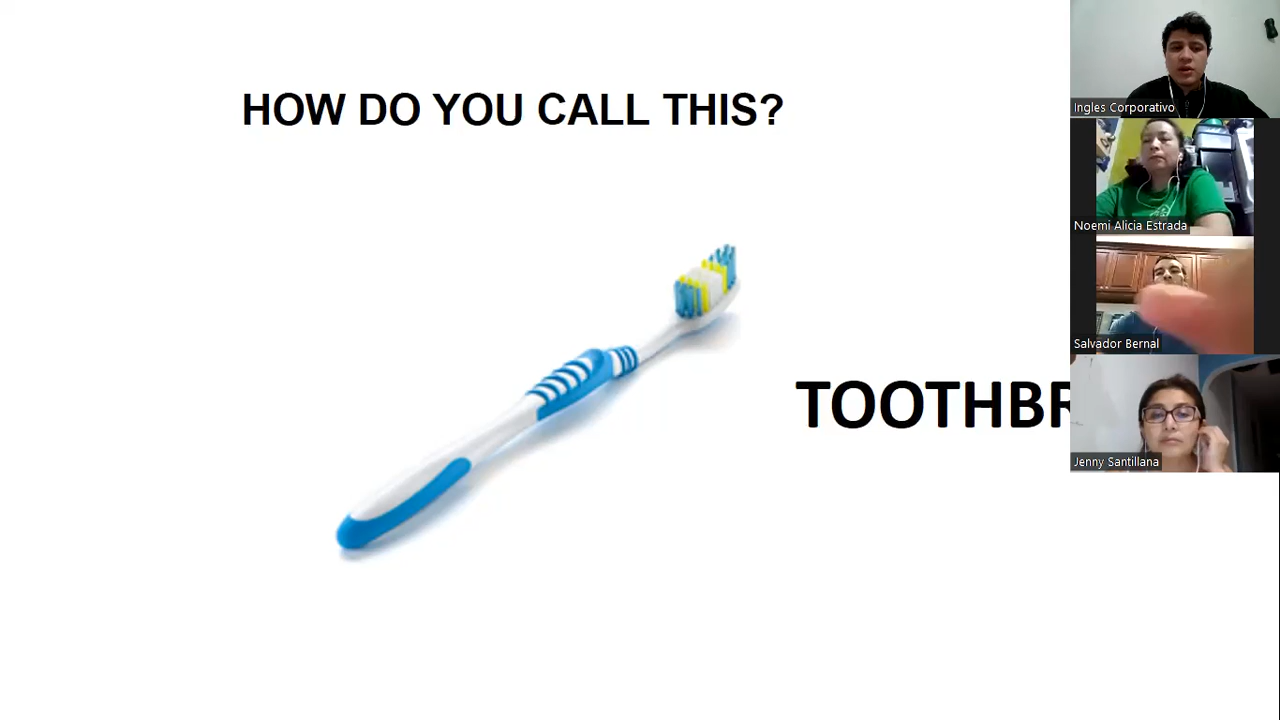 HOW DO YOU CALL THIS?
Ingles Corporativo
Noemi Alicia Estrada
Salvador Bernal
TOOTHBR
Jenny Santillana